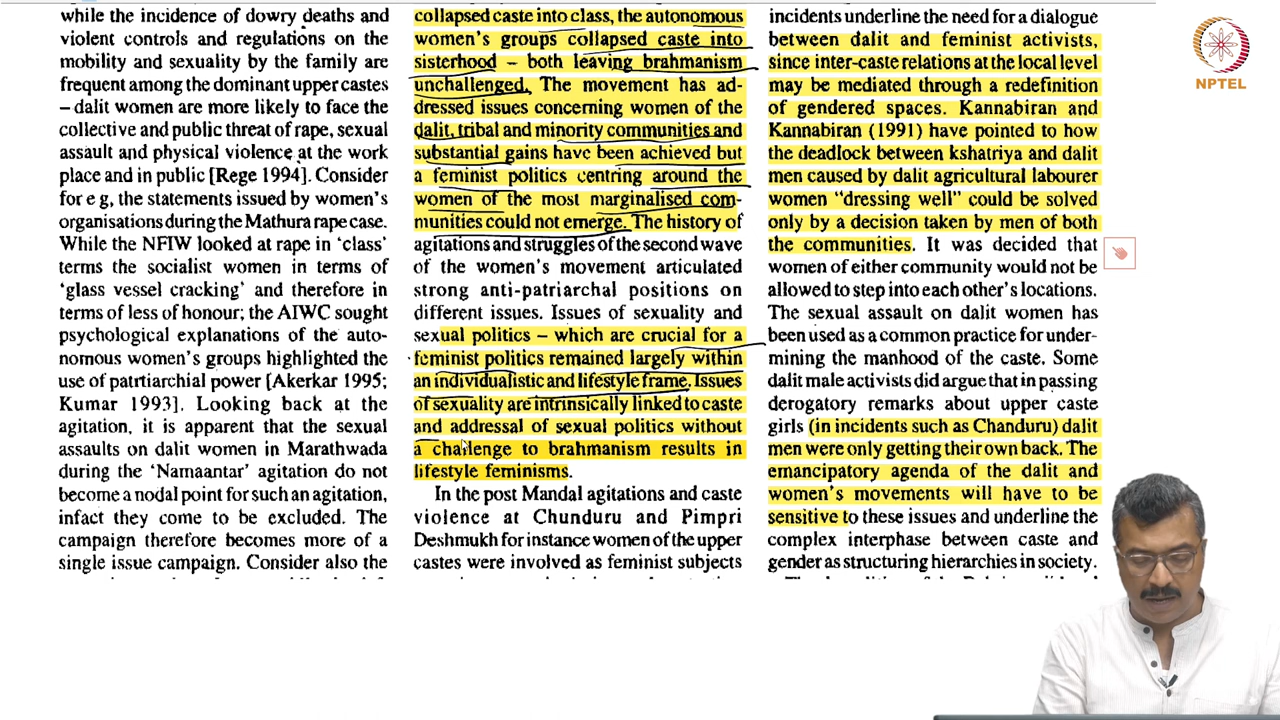 while the incidence of dowry deaths and
violent controls and regulations on the
mobility and sexuality by the family are
frequent among the dominant upper castes
– dalit women are more likely to face the
collective and public threat of rape, sexual
assault and physical violence at the work
place and in public [Rege 1994]. Consider
for e g, the statements issued by women's
organisations during the Mathura rape case.
While the NFIW looked at rape in 'class'
terms the socialist women in terms of
'glass vessel cracking' and therefore in
terms of less of honour; the AIWC sought
psychological explanations of the auto-
nomous women's groups highlighted the
use of patrtiarchial power [Akerkar 1995;
Kumar 1993]. Looking back at the
agitation, it is apparent that the sexual
assaults on dalit women in Marathwada
during the 'Namaantar' agitation do not
become a nodal point for such an agitation,
infact they come to be excluded. The
campaign therefore becomes more of a
single issue campaign. Consider also the
collapsed caste into class, the autonomous
women's groups collapsed caste into
sisterhood – both leaving brahmanism
unchallenged. The movement has ad-
dressed issues concerning women of the
dalit, tribal and minority communities and
substantial gains have been achieved but
a feminist politics centring around the
women of the most marginalised com-
munities could not emerge. The history of
agitations and struggles of the second wave
of the women's movement articulated
strong anti-patriarchal positions on
different issues. Issues of sexuality and
sexual politics – which are crucial for a
feminist politics remained largely within
an individualistic and lifestyle frame. Issues
of sexuality are intrinsically linked to caste
and addressal of sexual politics without
a challenge to brahmanism results in
lifestyle feminisms.
In the post Mandal agitations and caste
violence at Chunduru and Pimpri
Deshmukh for instance women of the upper
castes were involved as feminist subjects
incidents underline the need for a dialogue
between dalit and feminist activists,
since inter-caste relations at the local level
may be mediated through a redefinition
of gendered spaces. Kannabiran and
Kannabiran (1991) have pointed to how
the deadlock between kshatriya and dalit
men caused by dalit agricultural labourer
women "dressing well" could be solved
only by a decision taken by men of both
the communities. It was decided that
women of either community would not be
allowed to step into each other's locations.
The sexual assault on dalit women has
been used as a common practice for under-
mining the manhood of the caste. Some
dalit male activists did argue that in passing
derogatory remarks about upper caste
girls (in incidents such as Chanduru) dalit
men were only getting their own back. The
emancipatory agenda of the dalit and
women's movements will have to be
sensitive to these issues and underline the
complex interphase between caste and
gender as structuring hierarchies in society.
NPTEL